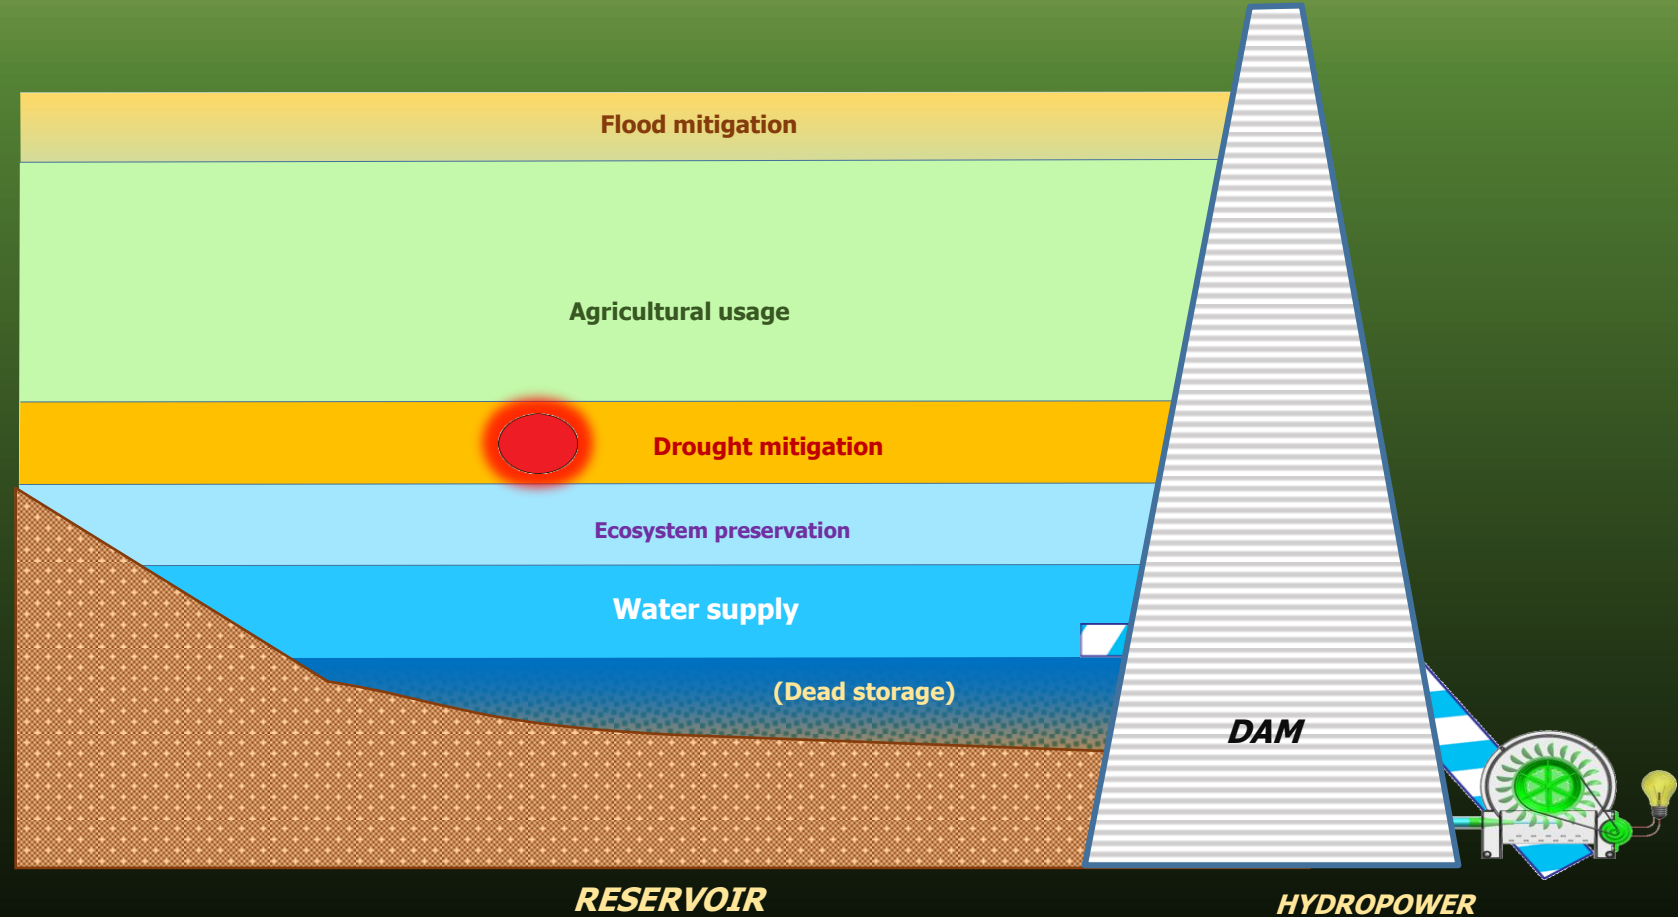 Flood mitigation
Agricultural usage
Drought mitigation
Ecosystem preservation
Water supply
(Dead storage)
DAM
RESERVOIR
HYDROPOWER